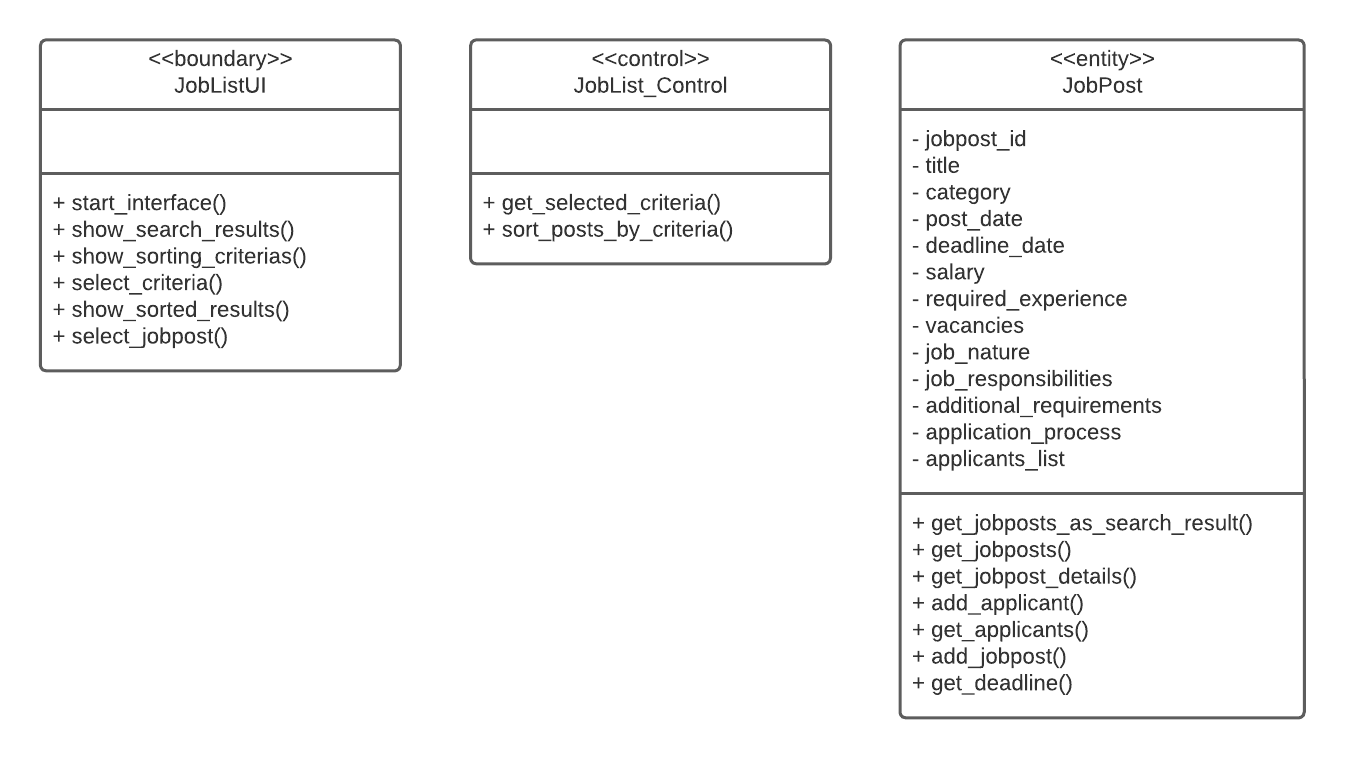 <<boundary>>
JobListUI
+ start_interface()
+ show_search_results()
+ show_sorting_criterias()
+ select_criteria()
+ show_sorted_results()
+ select_jobpost()
<<control>>
JobList_Control
+ get_selected_criteria()
+ sort_posts_by_criteria()
<<entity>>
JobPost
- jobpost_id
- title
- category
- post_date
- deadline_date
- salary
- required_experience
- vacancies
- job_nature
- job_responsibilities
- additional_requirements
- application_process
- applicants_list
+ get_jobposts_as_search_result()
+ get_jobposts()
+ get_jobpost_details()
+ add_applicant()
+ get_applicants()
+ add_jobpost()
+ get_deadline()